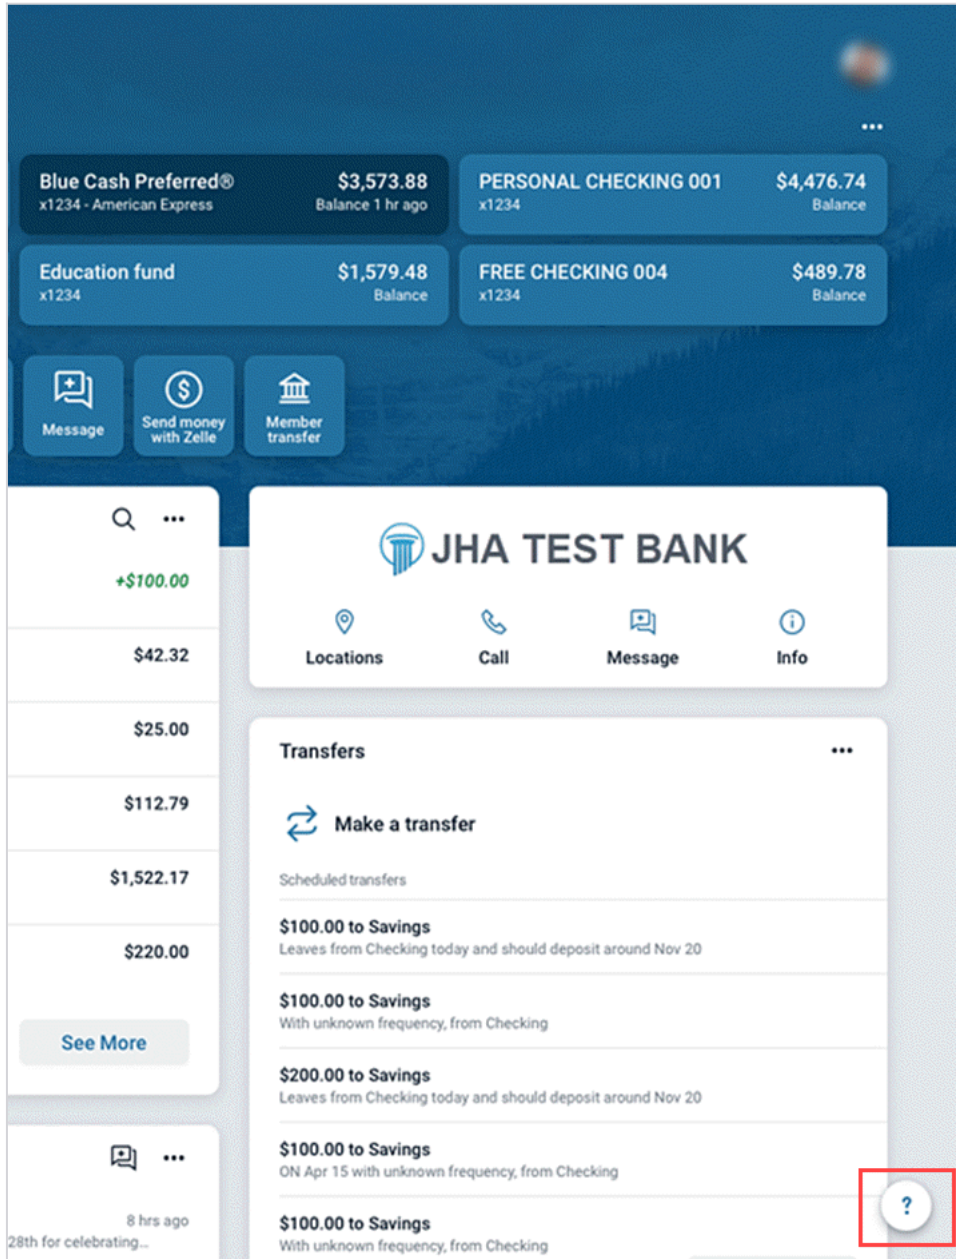 Blue Cash Preferred® $3,573.88
x1234 - American Express Balance 1 hr ago
PERSONAL CHECKING 001 $4,476.74
x1234 Balance
Education fund $1,579.48
x1234 Balance
FREE CHECKING 004 $489.78
x1234 Balance
Message
Send money
with Zelle
Member
transfer
+$100.00
$42.32
$25.00
$112.79
$1,522.17
$220.00
See More
8 hrs ago
28th for celebrating...
JHA TEST BANK
Locations
Call
Message
Info
Transfers
Make a transfer
Scheduled transfers
$100.00 to Savings
Leaves from Checking today and should deposit around Nov 20
$100.00 to Savings
With unknown frequency, from Checking
$200.00 to Savings
Leaves from Checking today and should deposit around Nov 20
$100.00 to Savings
ON Apr 15 with unknown frequency, from Checking
$100.00 to Savings
With unknown frequency, from Checking
?